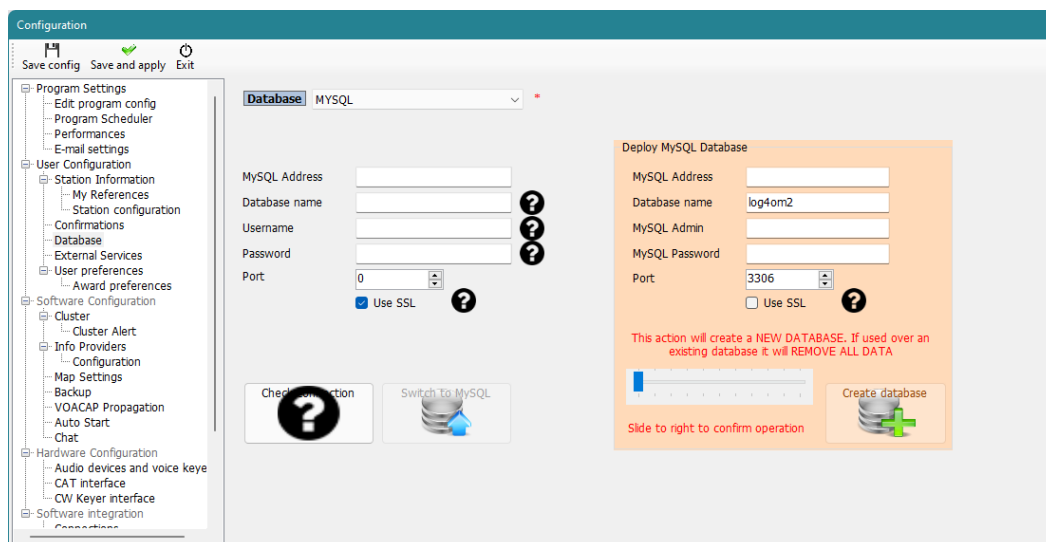 Configuration
Save config Save and apply Exit
Program Settings
Edit program config
Program Scheduler
Performances
E-mail settings
User Configuration
Station Information
My References
Station configuration
Confirmations
Database
External Services
User preferences
Award preferences
Software Configuration
Cluster
Cluster Alert
Info Providers
Configuration
Map Settings
Backup
VOACAP Propagation
Auto Start
Chat
Hardware Configuration
Audio devices and voice keye
CAT interface
CW Keyer interface
Software integration
Connections
Database MYSQL *
MySQL Address
Database name ?
Username ?
Password ?
Port 0
Use SSL ?
Check connection
?
Switch to MySQL
Deploy MySQL Database
MySQL Address
Database name log4om2
MySQL Admin
MySQL Password
Port 3306
Use SSL ?
This action will create a NEW DATABASE. If used over an
existing database it will REMOVE ALL DATA
Create database
Slide to right to confirm operation